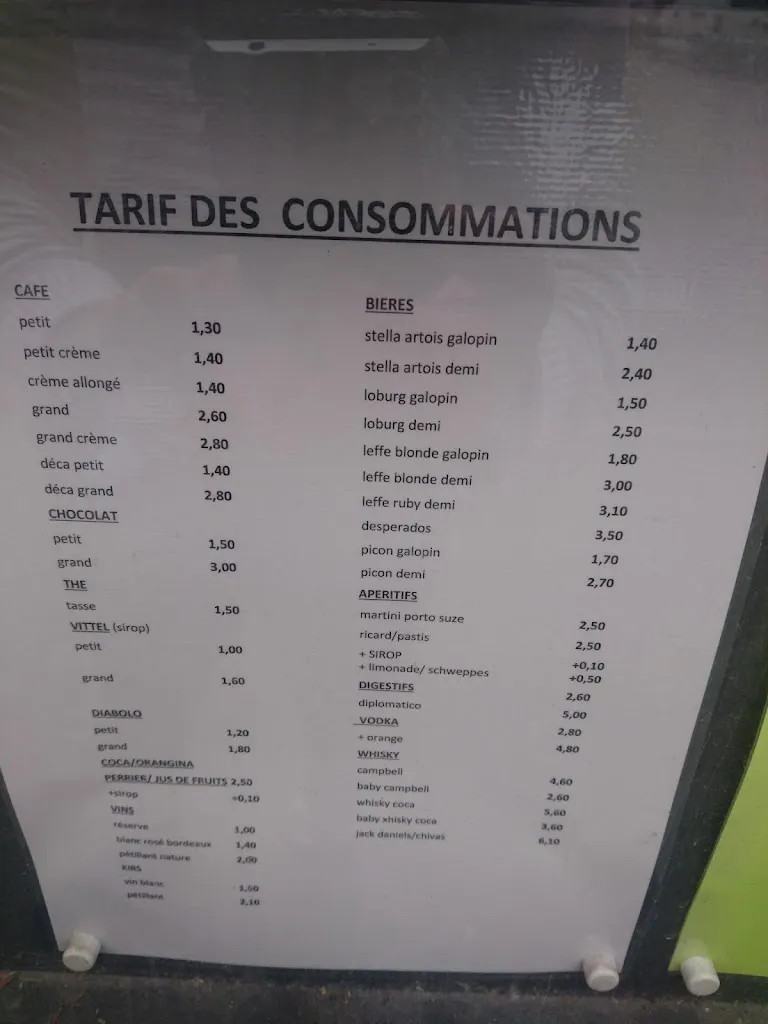 TARIF DES CONSOMMATIONS
CAFE
petit 1,30
petit crème 1,40
crème allongé 1,40
grand 2,60
grand crème 2,80
déca petit 1,40
déca grand 2,80
CHOCOLAT
petit 1,50
grand 3,00
THE
tasse 1,50
VITTEL (sirop)
petit 1,00
grand 1,60
DIABOLO
petit 1,20
grand 1,80
COCA/ORANGINA
PERRIER/ JUS DE FRUITS 2,50
+sirop +0,10
VINS
réserve 1,00
blanc rosé bordeaux 1,40
pétillant nature 2,00
KIRS
vin blanc 1,50
pétillant 2,10
BIERES
stella artois galopin 1,40
stella artois demi 2,40
loburg galopin 1,50
loburg demi 2,50
leffe blonde galopin 1,80
leffe blonde demi 3,00
leffe ruby demi 3,10
desperados 3,50
picon galopin 1,70
picon demi 2,70
APERITIFS
martini porto suze 2,50
ricard/pastis 2,50
+ SIROP +0,10
+ limonade/ schweppes +0,50
DIGESTIFS 2,60
diplomatico 5,00
VODKA 2,80
+ orange 4,80
WHISKY
campbell 4,60
baby campbell 2,60
whisky coca 5,60
baby xhisky coca 3,60
jack daniels/chivas 6,10